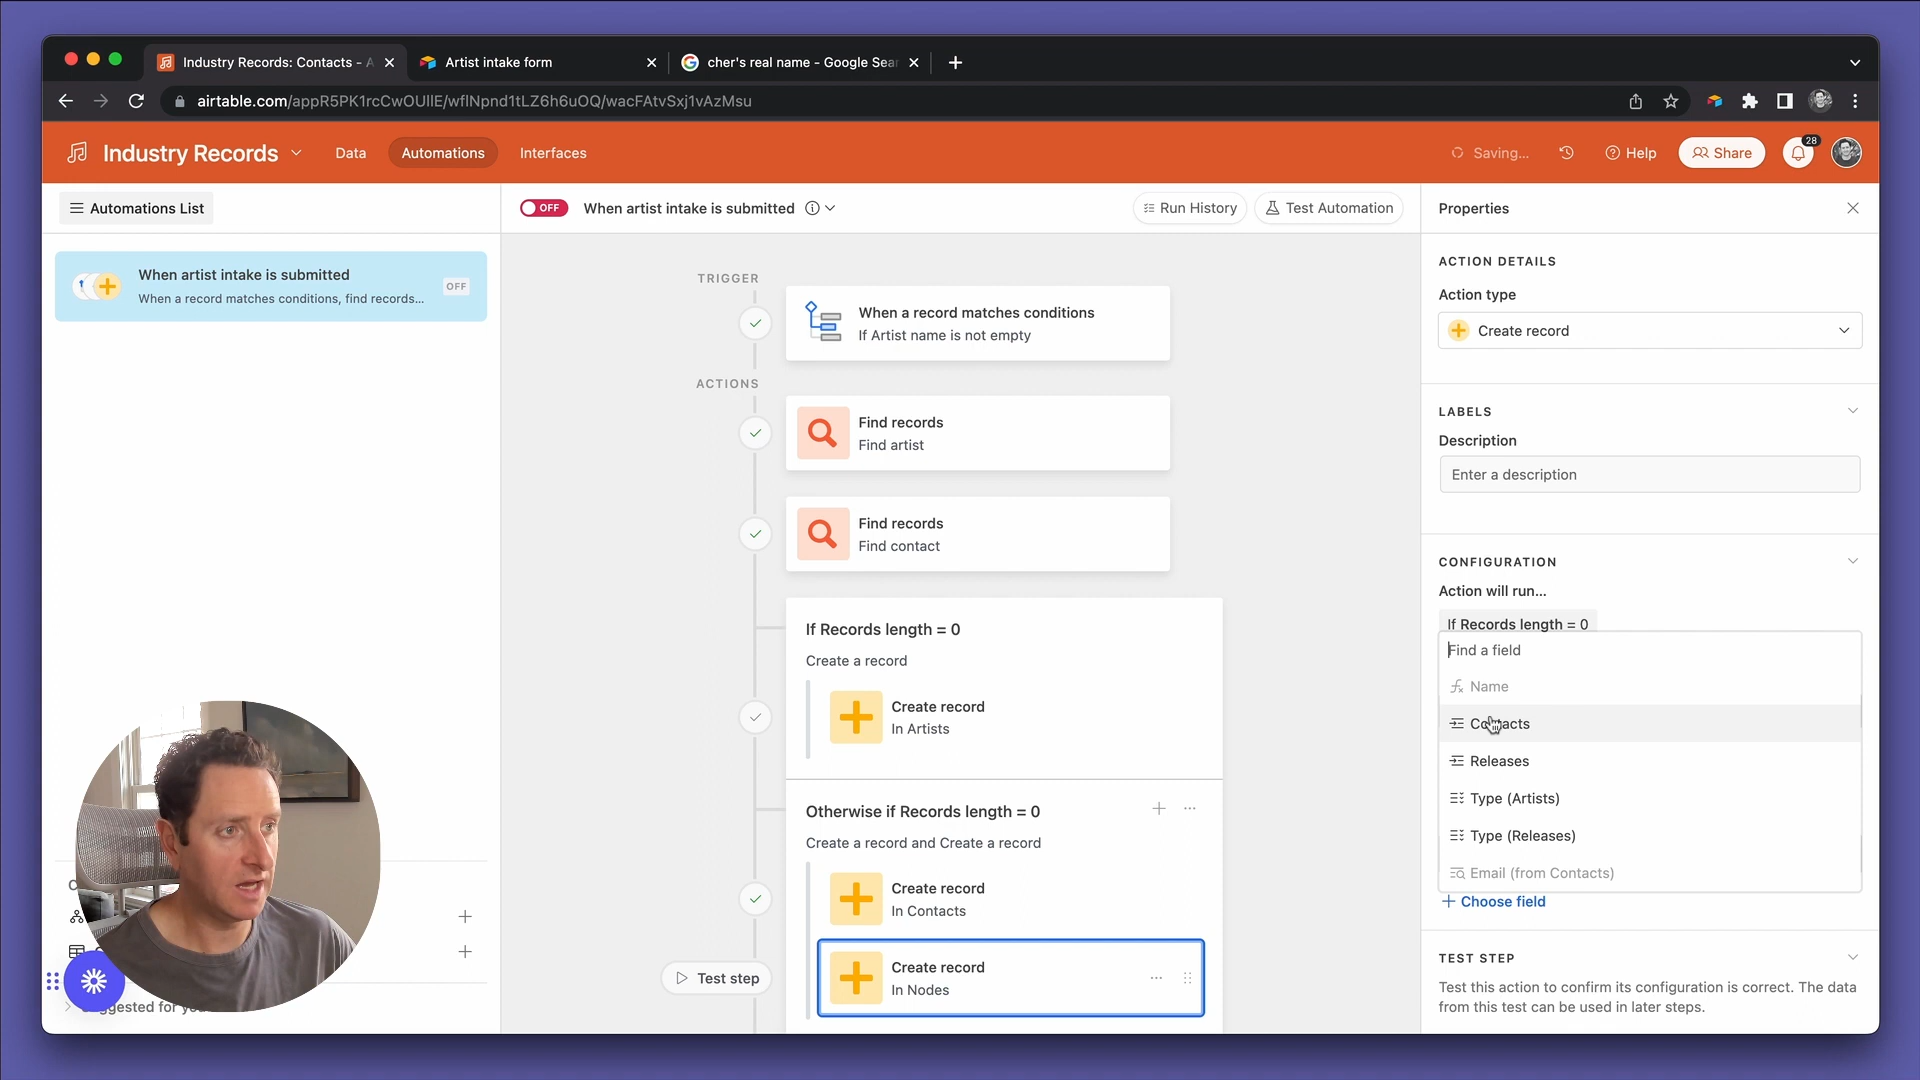 Industry Records: Contacts - A
Artist intake form
cher's real name - Google Sear
airtable.com/appR5PK1rcCwOUIlE/wflNpnd1tLZ6h6uOQ/wacFAtvSxj1vAzMsu
Industry Records
Data
Automations
Interfaces
Saving...
Help
Share
28
Automations List
OFF
When artist intake is submitted
Run History
Test Automation
Properties
When artist intake is submitted
When a record matches conditions, find records...
OFF
TRIGGER
When a record matches conditions
If Artist name is not empty
ACTIONS
Find records
Find artist
Find records
Find contact
If Records length = 0
Create a record
Create record
In Artists
Otherwise if Records length = 0
Create a record and Create a record
Create record
In Contacts
Test step
Create record
In Nodes
ACTION DETAILS
Action type
Create record
LABELS
Description
Enter a description
CONFIGURATION
Action will run...
If Records length = 0
Find a field
Name
Contacts
Releases
Type (Artists)
Type (Releases)
Email (from Contacts)
+ Choose field
TEST STEP
Test this action to confirm its configuration is correct. The data
from this test can be used in later steps.